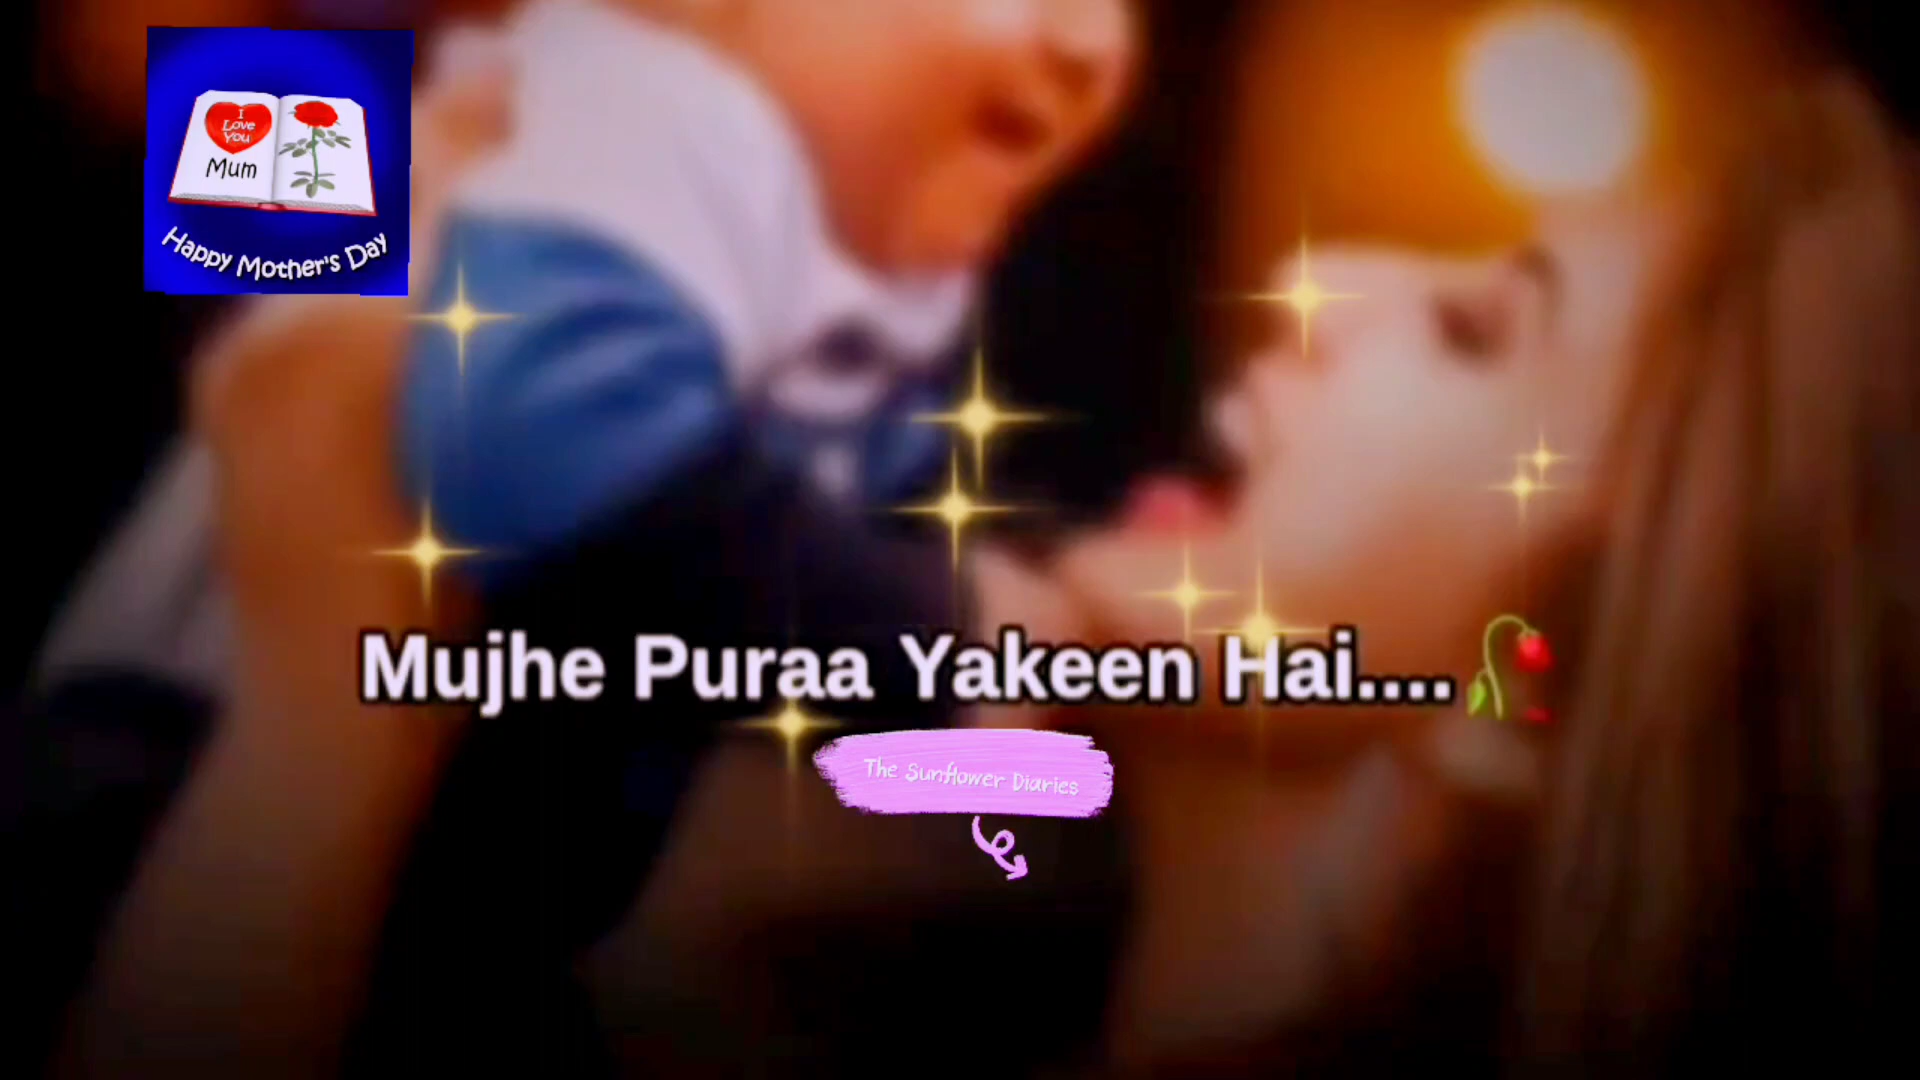 I
Love
You
Mum
Happy Mother's Day
Mujhe Puraa Yakeen Hai....🥀
The Sunflower Diaries